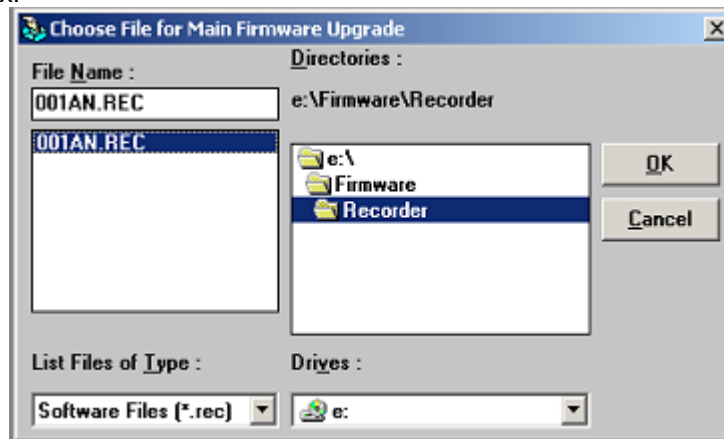 x.
Choose File for Main Firmware Upgrade
File Name :
001AN.REC
001AN.REC
Directories :
e:\Firmware\Recorder
e:\
Firmware
Recorder
OK
Cancel
List Files of Type :
Software Files (*.rec)
Drives :
e: